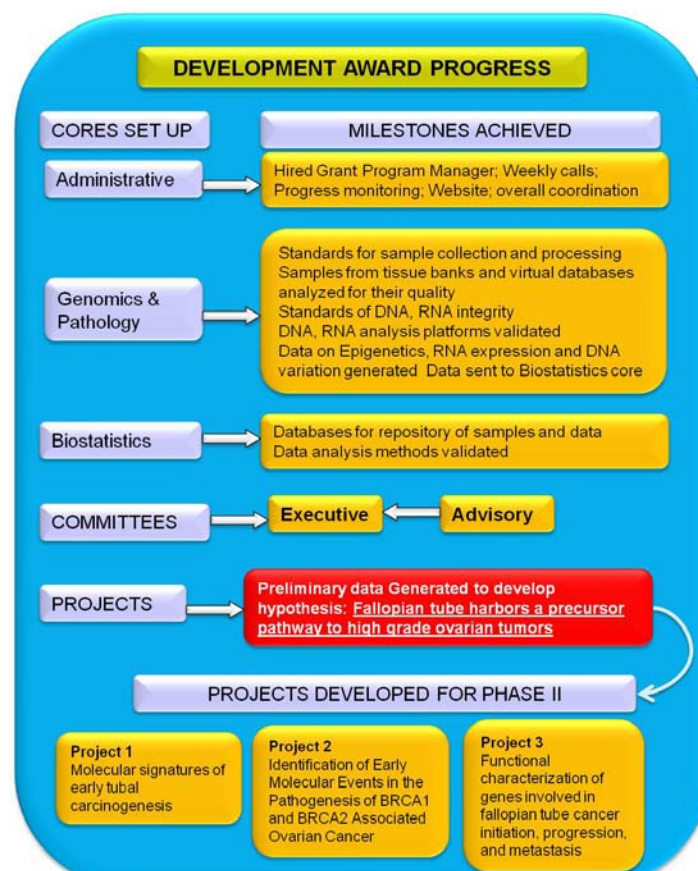 DEVELOPMENT AWARD PROGRESS
CORES SET UP
MILESTONES ACHIEVED
Administrative
Hired Grant Program Manager; Weekly calls;
Progress monitoring; Website; overall coordination
Genomics &
Pathology
Standards for sample collection and processing
Samples from tissue banks and virtual databases
analyzed for their quality
Standards of DNA, RNA integrity
DNA, RNA analysis platforms validated
Data on Epigenetics, RNA expression and DNA
variation generated  Data sent to Biostatistics core
Biostatistics
Databases for repository of samples and data
Data analysis methods validated
COMMITTEES
Executive
Advisory
PROJECTS
Preliminary data Generated to develop
hypothesis: Fallopian tube harbors a precursor
pathway to high grade ovarian tumors
PROJECTS DEVELOPED FOR PHASE II
Project 1
Molecular signatures of
early tubal
carcinogenesis
Project 2
Identification of Early
Molecular Events in the
Pathogenesis of BRCA1
and BRCA2 Associated
Ovarian Cancer
Project 3
Functional
characterization of
genes involved in
fallopian tube cancer
initiation, progression,
and metastasis